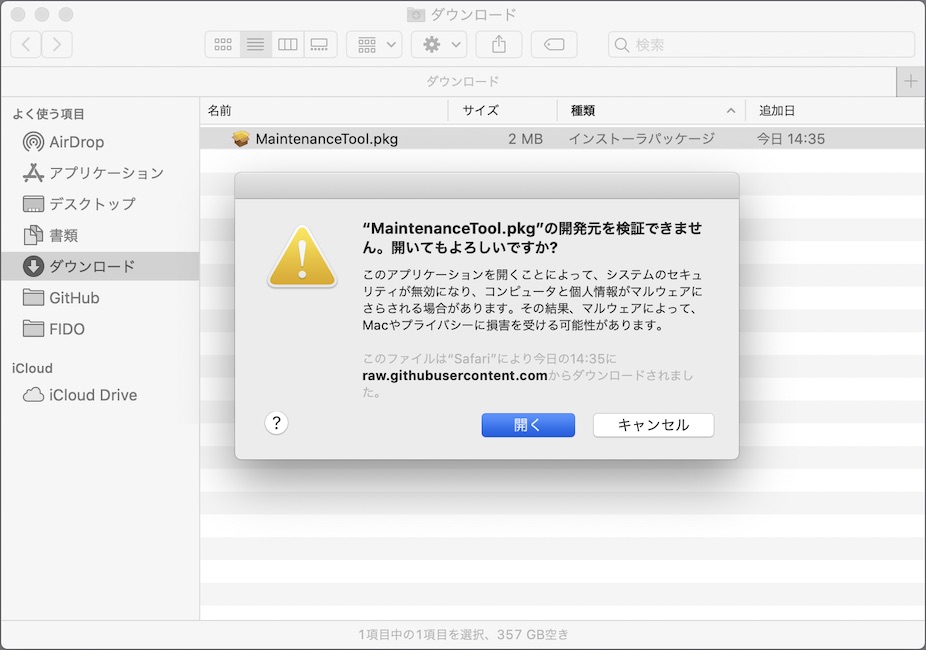 ダウンロード
検索
ダウンロード
よく使う項目
AirDrop
アプリケーション
デスクトップ
書類
ダウンロード
GitHub
FIDO
iCloud
iCloud Drive
名前 サイズ 種類 追加日
MaintenanceTool.pkg 2 MB インストーラパッケージ 今日 14:35
“MaintenanceTool.pkg”の開発元を検証できませ
ん。開いてもよろしいですか?
このアプリケーションを開くことによって、システムのセキュ
リティが無効になり、コンピュータと個人情報がマルウェアに
さらされる場合があります。その結果、マルウェアによって、
Macやプライバシーに損害を受ける可能性があります。
このファイルは“Safari”により今日の14:35に
raw.githubusercontent.comからダウンロードされまし
た。
?
開く
キャンセル
1項目中の1項目を選択、357 GB空き